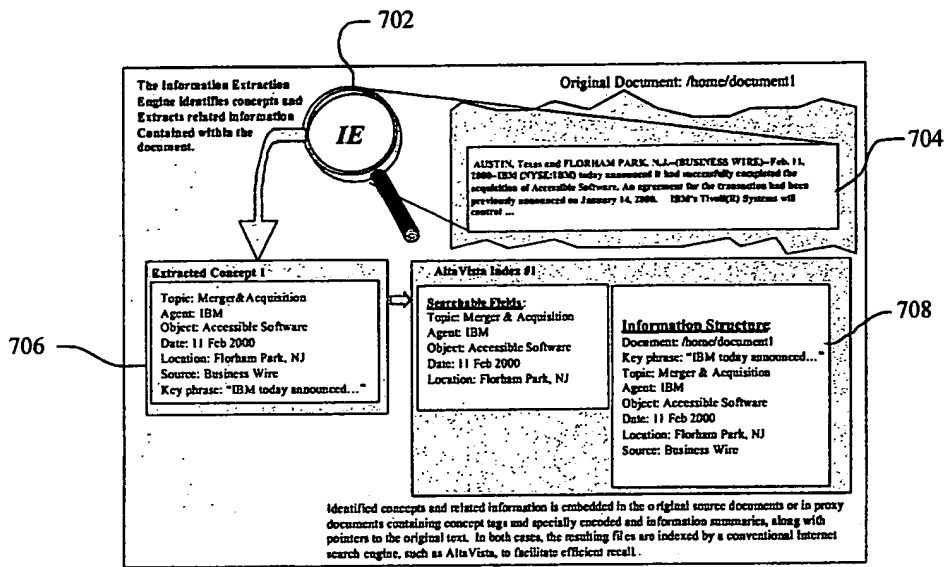 702
The Information Extraction
Engine Identifies concepts and
Extracts related information
Contained within the
document.
IE
Original Document: /home/document1
704
AUSTIN, Texas and FLORHAM PARK, N.J.--(BUSINESS WIRE)--Feb. 11,
2000--IBM (NYSE:IBM) today announced it had successfully completed the
acquisition of Accessible Software. An agreement for the transaction had been
previously announced on January 14, 2000. IBM's Tivoli(R) Systems will
control ...
Extracted Concept 1
Topic: Merger&Acquisition
Agent: IBM
Object: Accessible Software
Date: 11 Feb 2000
Location: Florham Park, NJ
Source: Business Wire
Key phrase: "IBM today announced..."
706
AltaVista Index #1
Searchable Fields:
Topic: Merger & Acquisition
Agent: IBM
Object: Accessible Software
Date: 11 Feb 2000
Location: Florham Park, NJ
Information Structure
Document: /home/document1
Key phrase: "IBM today announced..."
Topic: Merger & Acquisition
Agent: IBM
Object: Accessible Software
Date: 11 Feb 2000
Location: Florham Park, NJ
Source: Business Wire
708
Identified concepts and related information is embedded in the original source documents or in proxy
documents containing concept tags and specially encoded and information summaries, along with
pointers to the original text. In both cases, the resulting files are indexed by a conventional Internet
search engine, such as AltaVista, to facilitate efficient recall.